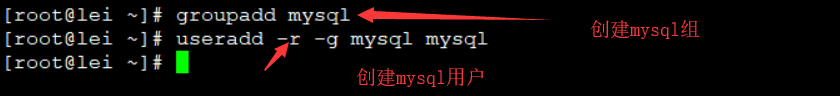 [root@lei ~]# groupadd mysql
创建mysql组
[root@lei ~]# useradd -r -g mysql mysql
[root@lei ~]#
创建mysql用户